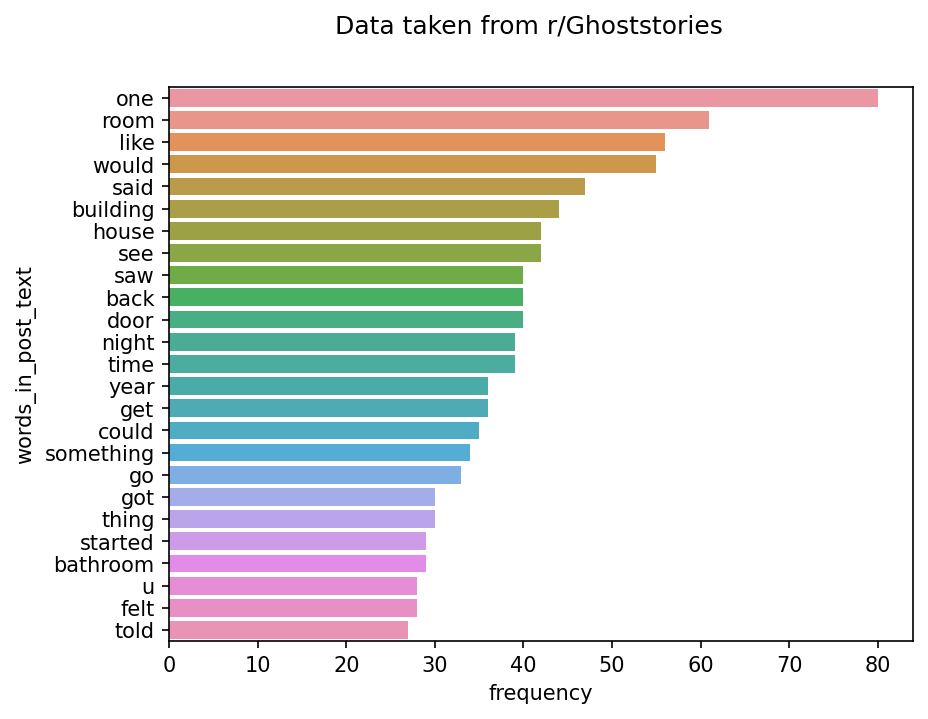 Data taken from r/Ghoststories
words_in_post_text
one
room
like
would
said
building
house
see
saw
back
door
night
time
year
get
could
something
go
got
thing
started
bathroom
u
felt
told
0 10 20 30 40 50 60 70 80
frequency